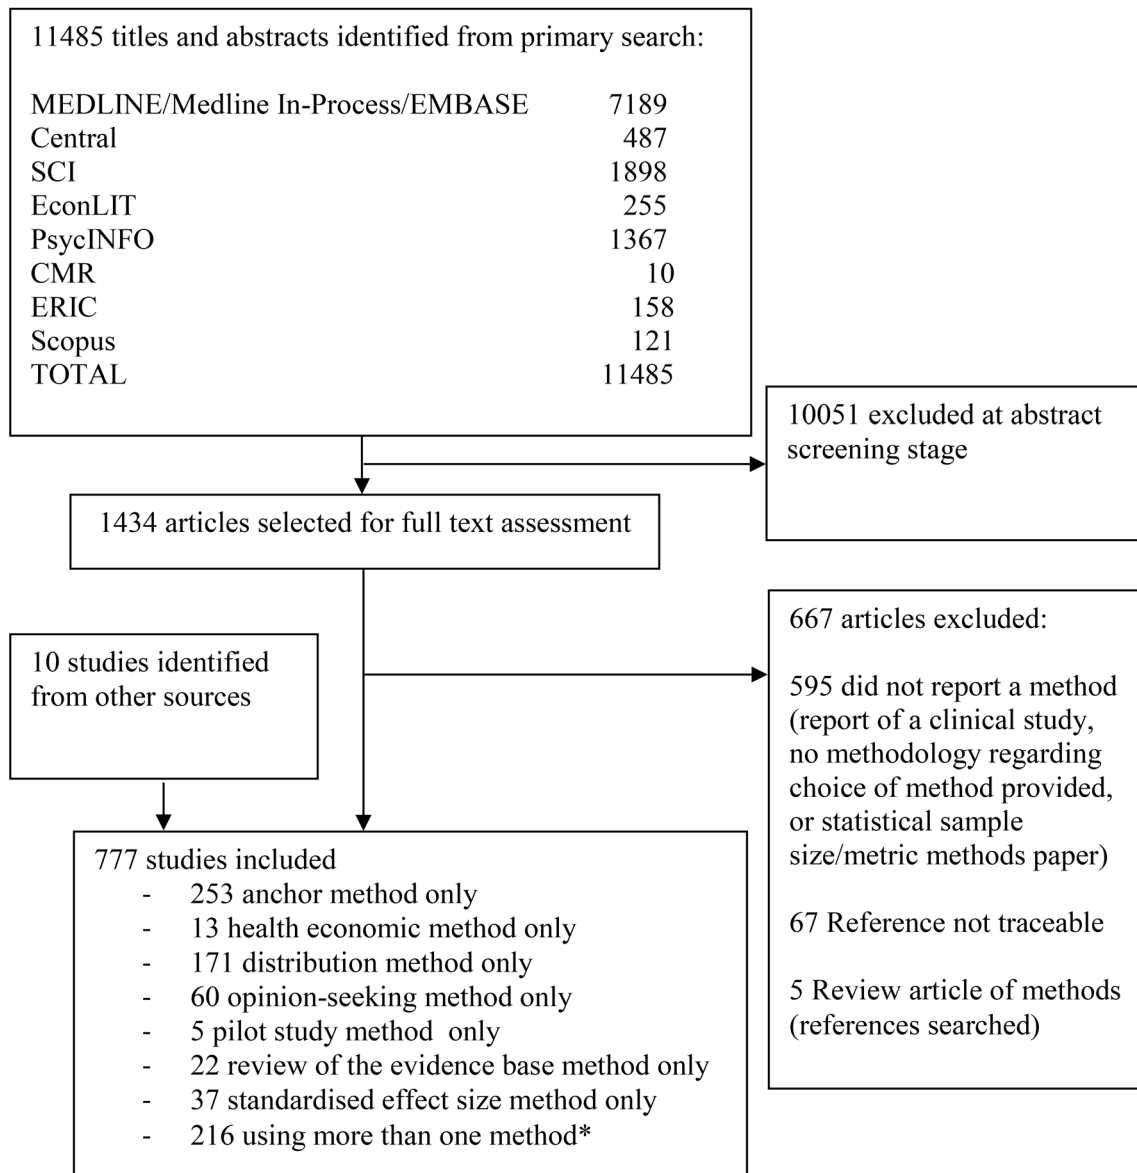 11485 titles and abstracts identified from primary search:
MEDLINE/Medline In-Process/EMBASE 7189
Central 487
SCI 1898
EconLIT 255
PsycINFO 1367
CMR 10
ERIC 158
Scopus 121
TOTAL 11485
10051 excluded at abstract
screening stage
1434 articles selected for full text assessment
667 articles excluded:
595 did not report a method
(report of a clinical study,
no methodology regarding
choice of method provided,
or statistical sample
size/metric methods paper)
67 Reference not traceable
5 Review article of methods
(references searched)
10 studies identified
from other sources
777 studies included
- 253 anchor method only
- 13 health economic method only
- 171 distribution method only
- 60 opinion-seeking method only
- 5 pilot study method only
- 22 review of the evidence base method only
- 37 standardised effect size method only
- 216 using more than one method*